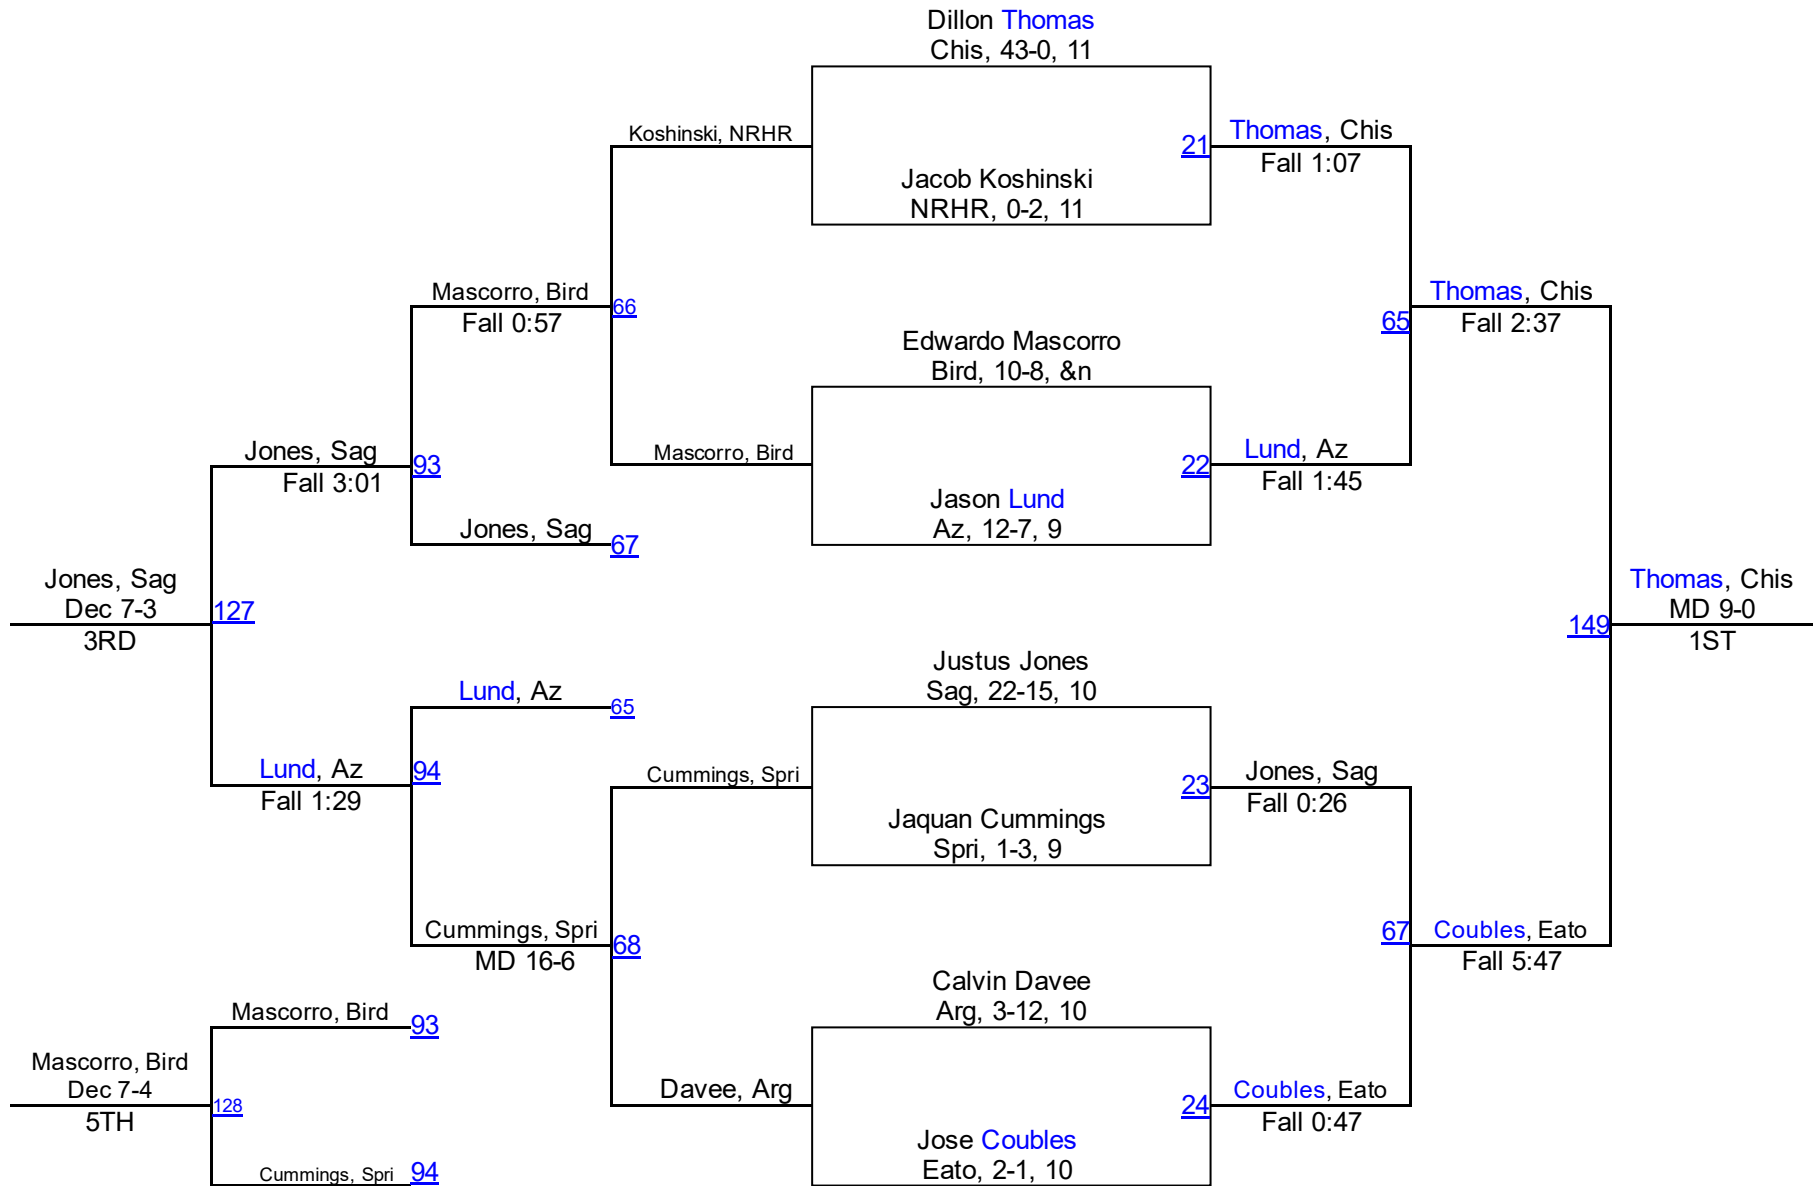 Dillon Thomas
Chis, 43-0, 11
Koshinski, NRHR
21
Thomas, Chis
Fall 1:07
Jacob Koshinski
NRHR, 0-2, 11
Mascorro, Bird
Fall 0:57
66
Thomas, Chis
Fall 2:37
65
Edwardo Mascorro
Bird, 10-8, &n
Jones, Sag
Fall 3:01
93
Mascorro, Bird
22
Lund, Az
Fall 1:45
Jason Lund
Az, 12-7, 9
Jones, Sag
67
Jones, Sag
Dec 7-3
3RD
127
Thomas, Chis
MD 9-0
1ST
149
Justus Jones
Sag, 22-15, 10
Lund, Az
65
Lund, Az
Fall 1:29
94
Cummings, Spri
23
Jones, Sag
Fall 0:26
Jaquan Cummings
Spri, 1-3, 9
Cummings, Spri
MD 16-6
68
67
Coubles, Eato
Fall 5:47
Calvin Davee
Arg, 3-12, 10
Mascorro, Bird
93
Mascorro, Bird
Dec 7-4
5TH
128
Davee, Arg
24
Coubles, Eato
Fall 0:47
Jose Coubles
Eato, 2-1, 10
Cummings, Spri
94